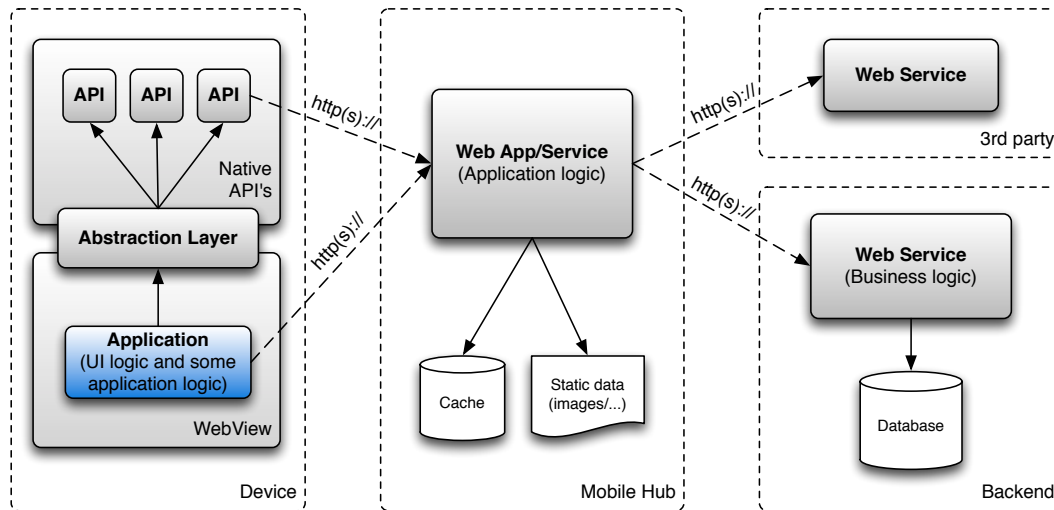 API
API
API
Native
API's
Abstraction Layer
Application
(UI logic and some
application logic)
WebView
Device
http(s)://
http(s)://
Web App/Service
(Application logic)
Cache
Static data
(images/...)
Mobile Hub
http(s)://
http(s)://
Web Service
3rd party
Web Service
(Business logic)
Database
Backend